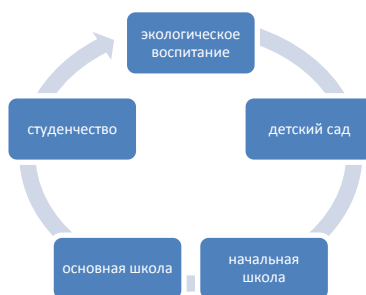 экологическое
воспитание
детский сад
начальная
школа
основная школа
студенчество